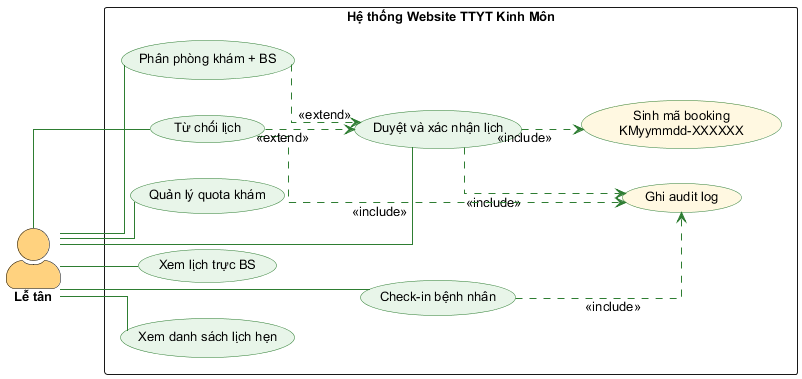 Hệ thống Website TTYT Kinh Môn
Phân phòng khám + BS
«extend»
Từ chối lịch
«extend»
Duyệt và xác nhận lịch
«include»
Sinh mã booking
KMyymmdd-XXXXXX
Quản lý quota khám
«include»
«include»
Ghi audit log
Xem lịch trực BS
Lễ tân
Check-in bệnh nhân
«include»
Xem danh sách lịch hẹn